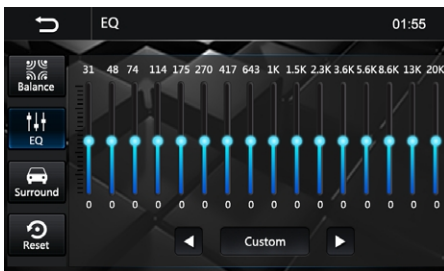 EQ 01:55
31 48 74 114 175 270 417 643 1K 1.5K 2.3K 3.6K 5.6K 8.6K 13K 20K
Balance
EQ
Surround
0 0 0 0 0 0 0 0 0 0 0 0 0 0 0 0
Reset
Custom